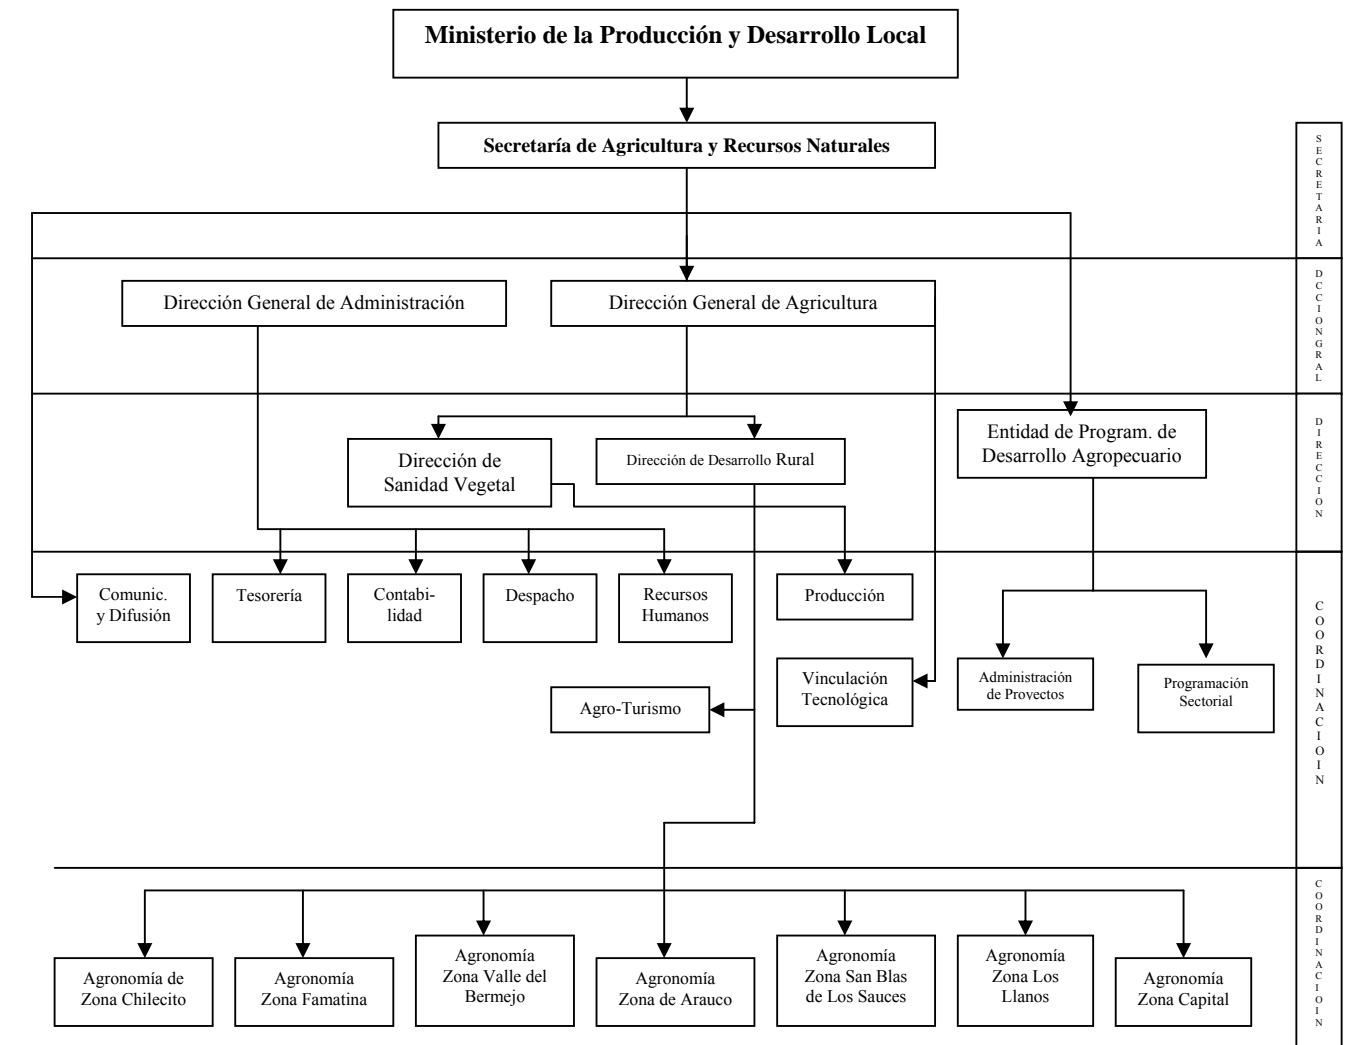 Ministerio de la Producción y Desarrollo Local
Secretaría de Agricultura y Recursos Naturales
SECRETARIA
Dirección General de Administración
Dirección General de Agricultura
DCCIONGRAL
Dirección de
Sanidad Vegetal
Dirección de Desarrollo Rural
Entidad de Program. de
Desarrollo Agropecuario
DIRECCION
Comunic.
y Difusión
Tesorería
Contabi-
lidad
Despacho
Recursos
Humanos
Producción
Vinculación
Tecnológica
Administración
de Proyectos
Programación
Sectorial
Agro-Turismo
COORDINACIOIN
Agronomía de
Zona Chilecito
Agronomía
Zona Famatina
Agronomía
Zona Valle del
Bermejo
Agronomía
Zona de Arauco
Agronomía
Zona San Blas
de Los Sauces
Agronomía
Zona Los
Llanos
Agronomía
Zona Capital
COORDINACIOIN